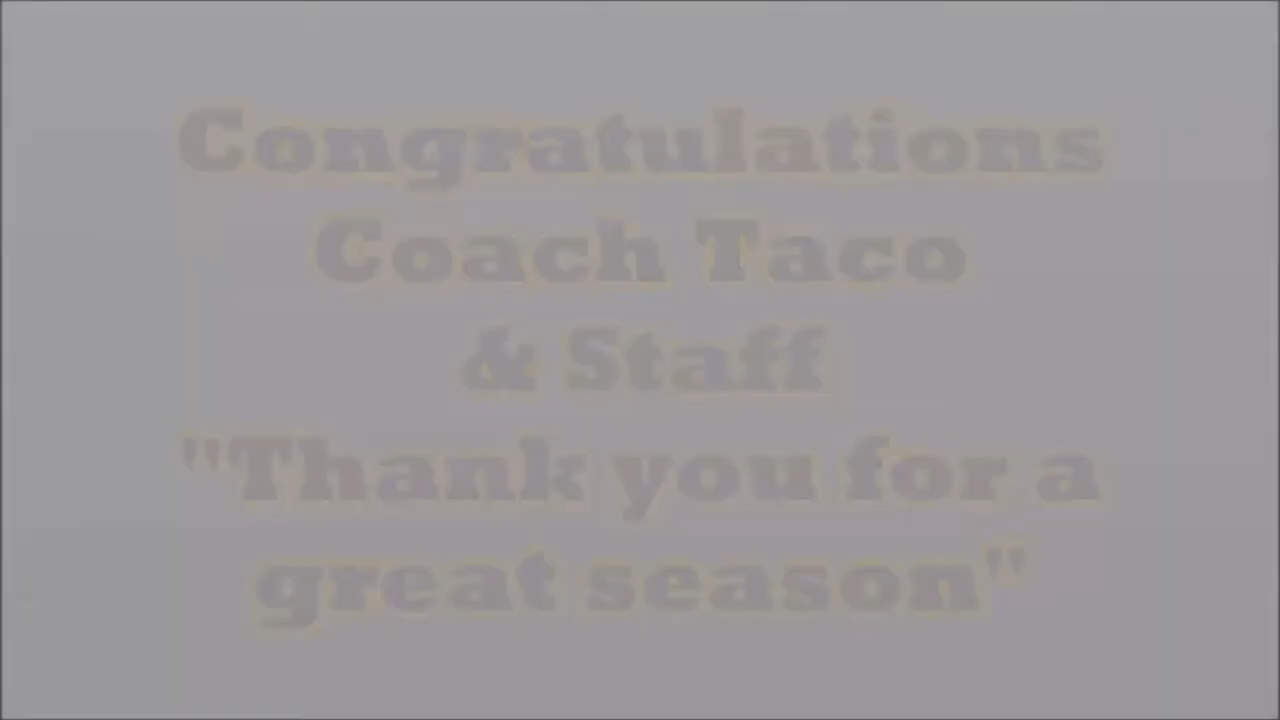 Congratulations
Coach Taco
& Staff
"Thank you for a
great season"